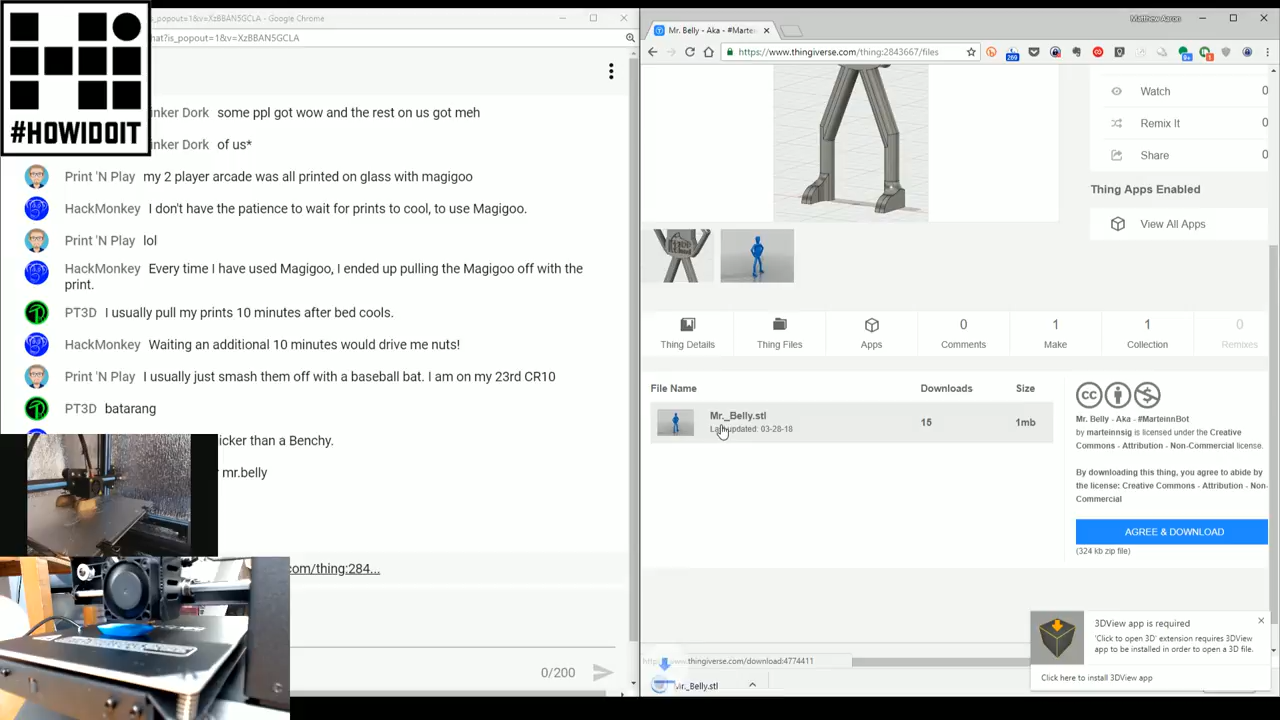 is_popout=1&v=XzBBAN5GCLA - Google Chrome
hat?is_popout=1&v=XzBBAN5GCLA
#HOWIDOIT
inker Dork some ppl got wow and the rest on us got meh
inker Dork of us*
Print 'N Play my 2 player arcade was all printed on glass with magigoo
HackMonkey I don't have the patience to wait for prints to cool, to use Magigoo.
Print 'N Play lol
HackMonkey Every time I have used Magigoo, I ended up pulling the Magigoo off with the
print.
PT3D I usually pull my prints 10 minutes after bed cools.
HackMonkey Waiting an additional 10 minutes would drive me nuts!
Print 'N Play I usually just smash them off with a baseball bat. I am on my 23rd CR10
PT3D batarang
icker than a Benchy.
mr.belly
com/thing:284...
0/200
Matthew Aaron
Mr. Belly - Aka - #Martei
https://www.thingiverse.com/thing:2843667/files
269
9+
1
Watch 0
Remix It 0
Share 0
Thing Apps Enabled
View All Apps
0 1 1 0
Thing Details Thing Files Apps Comments Make Collection Remixes
File Name Downloads Size
Mr._Belly.stl
Last updated: 03-28-18
15 1mb
Mr. Belly - Aka - #MarteinnBot
by marteinnsig is licensed under the Creative
Commons - Attribution - Non-Commercial license.
By downloading this thing, you agree to abide by
the license: Creative Commons - Attribution - Non-
Commercial
AGREE & DOWNLOAD
(324 kb zip file)
3DView app is required
'Click to open 3D' extension requires 3DView
app to be installed in order to open a 3D file.
Click here to install 3DView app
www.thingiverse.com/download:4774411
Mr._Belly.stl